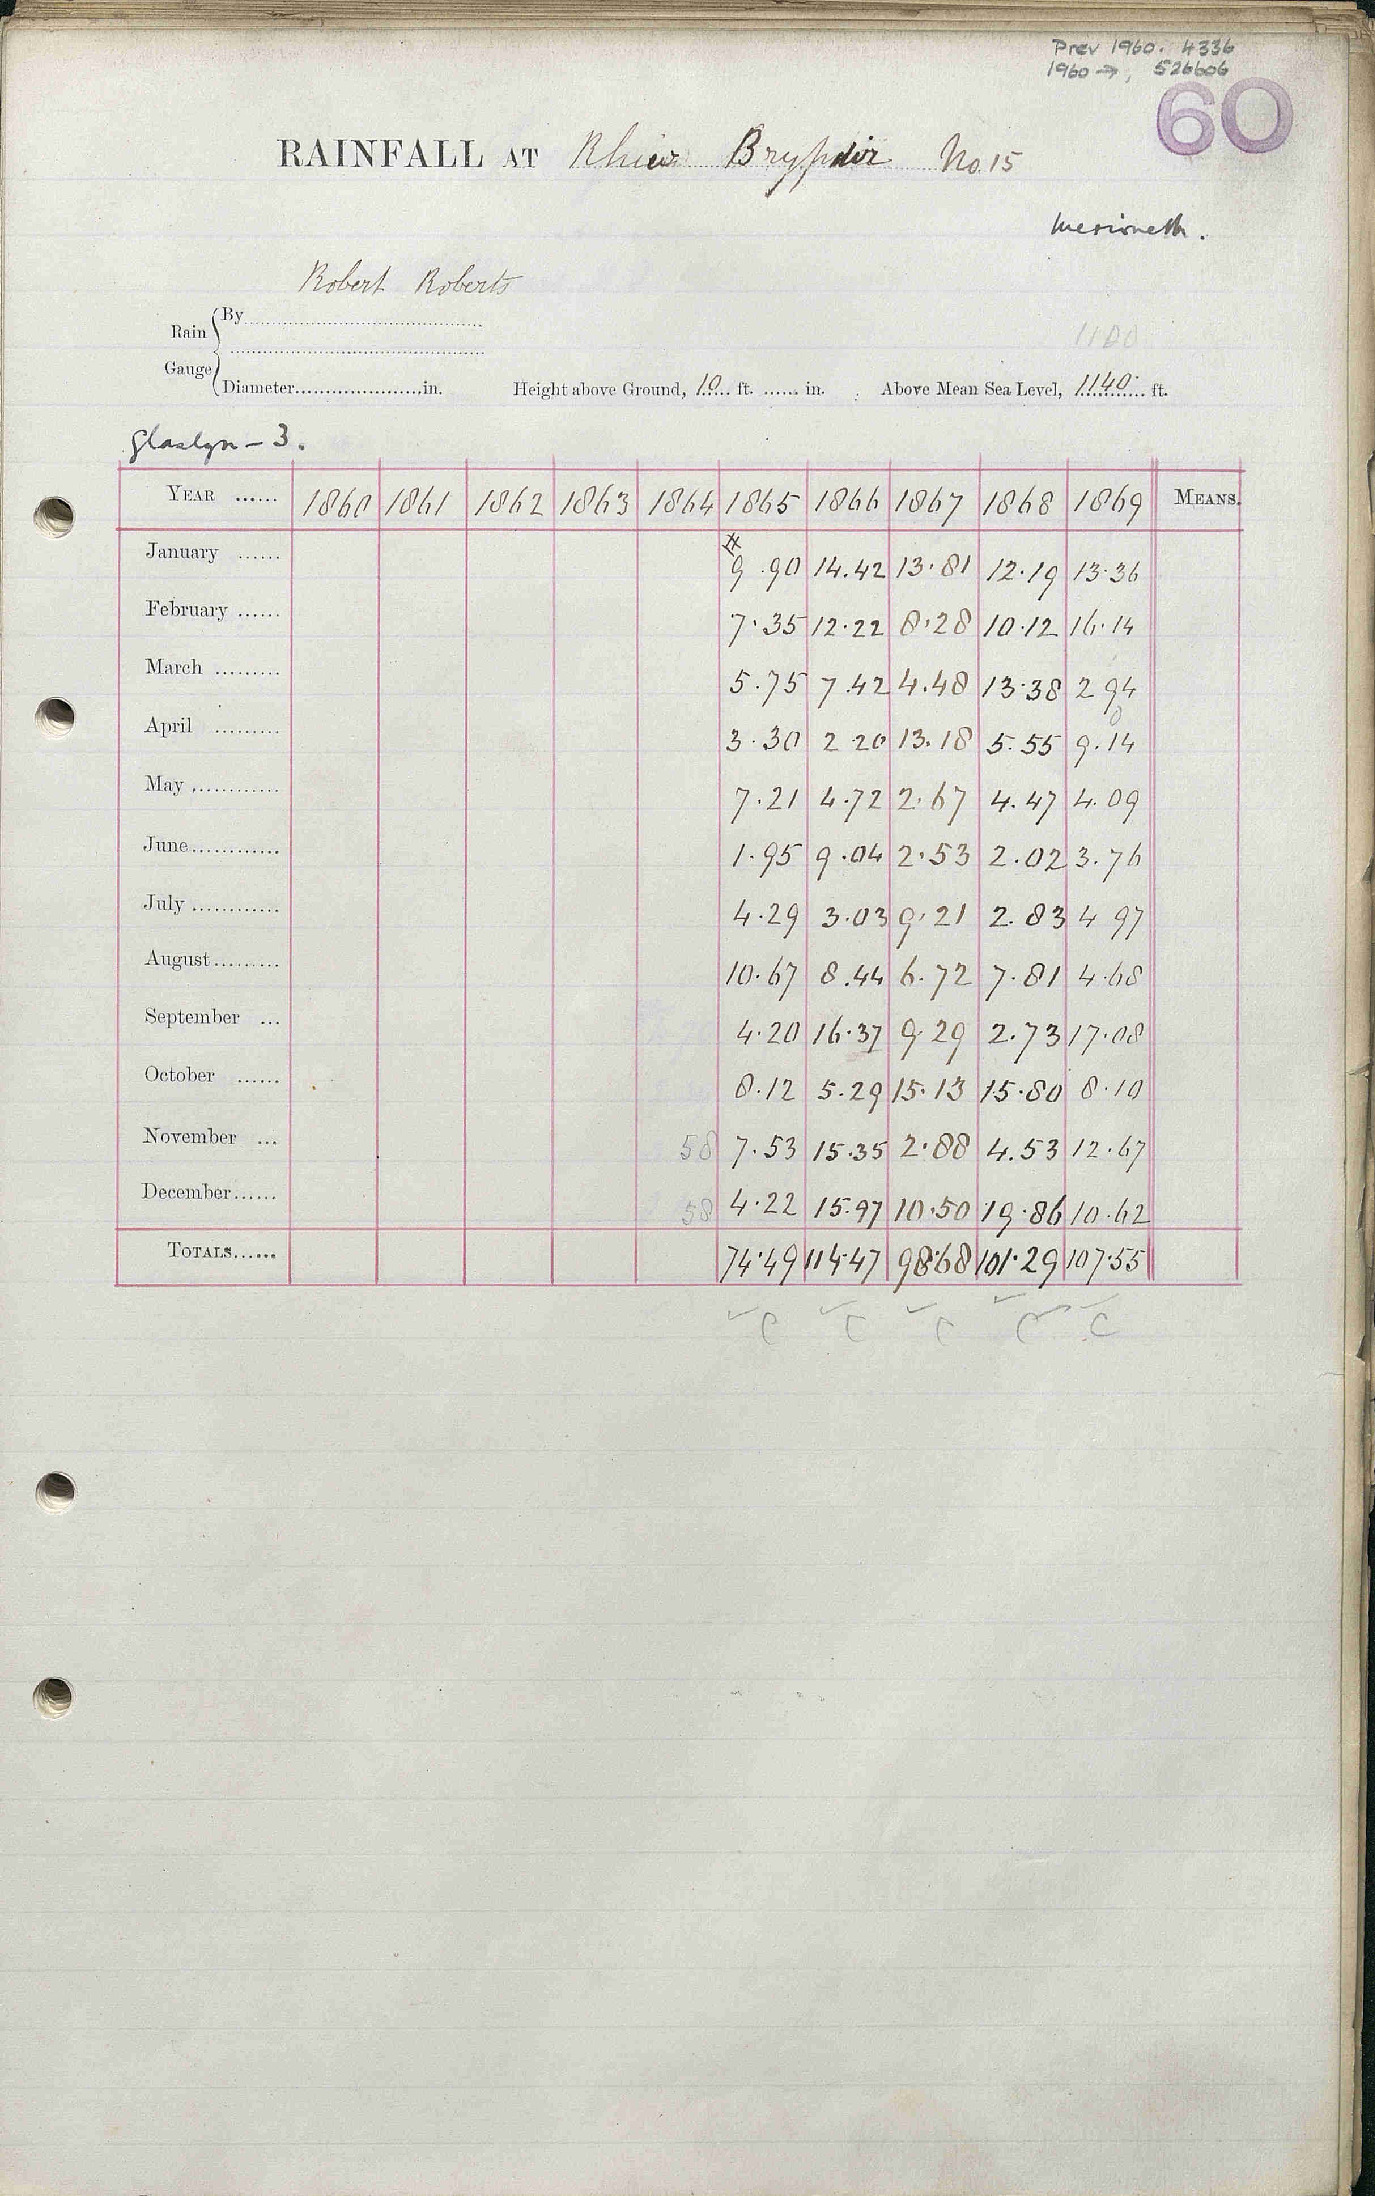 Prev 1960. 4336
1960 → , 526606
60
RAINFALL AT Rhiw Bryfdir No. 15
Merioneth.
Robert Roberts
Rain Gauge { By
1100
Diameter in. Height above Ground, 10 ft. in. Above Mean Sea Level, 1140 ft.
Glaslyn – 3.
YEAR 1860 1861 1862 1863 1864 1865 1866 1867 1868 1869 MEANS.
January 9.90 14.42 13.81 12.19 13.36
February 7.35 12.22 8.28 10.12 16.14
March 5.75 7.42 4.48 13.38 2 94
April 3.30 2 20 13.18 5.55 9.14
May 7.21 4.72 2.67 4.47 4.09
June 1.95 9.04 2.53 2.02 3.76
July 4.29 3.03 9.21 2.83 4 97
August 10.67 8.44 6.72 7.81 4.68
September 4.20 16.37 9.29 2.73 17.08
October 8.12 5.29 15.13 15.80 8.10
November 58 7.53 15.35 2.88 4.53 12.67
December 58 4.22 15.97 10.50 19.86 10.62
TOTALS 74.49 114.47 98.68 101.29 107.55
✓C ✓C ✓C ✓C ✓C